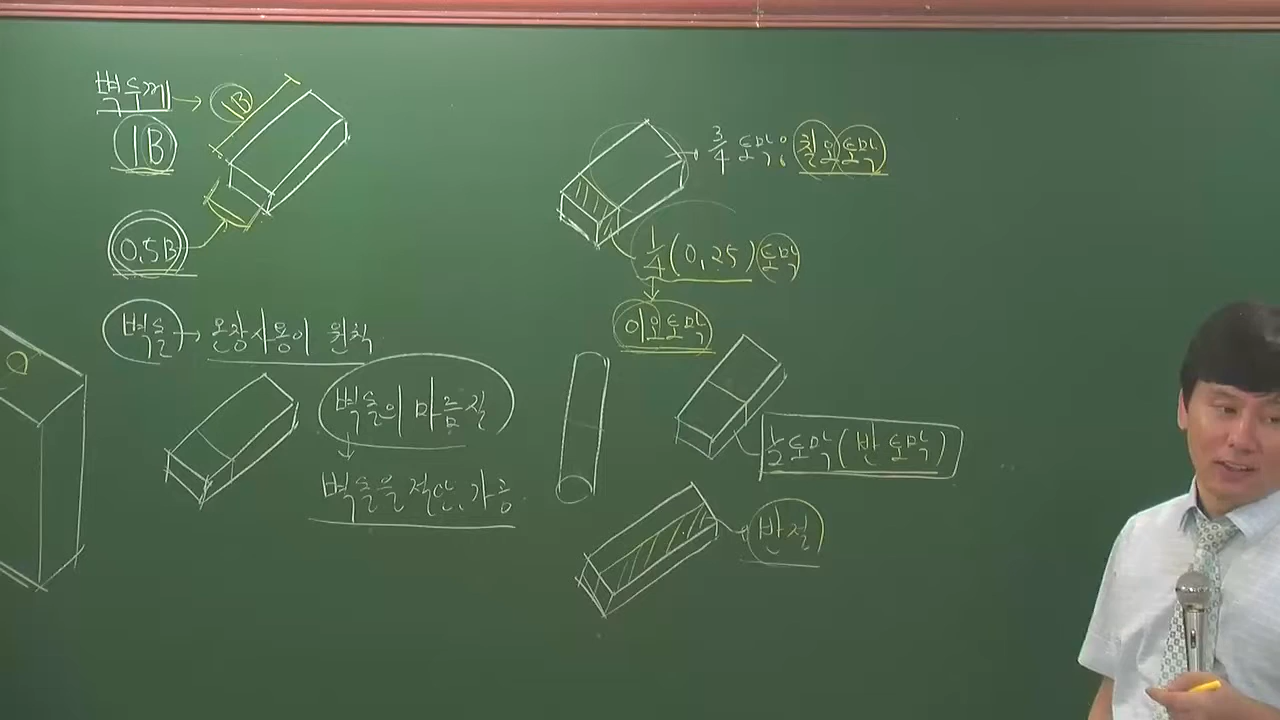 벽두께 → 1B
1B
0.5B
벽돌 → 온장사용이 원칙
벽돌의 마름질
↓
벽돌을 절단, 가공
3/4 토막: 칠오토막
1/4(0.25)토막
↓
이오토막
1/2토막(반토막)
반절